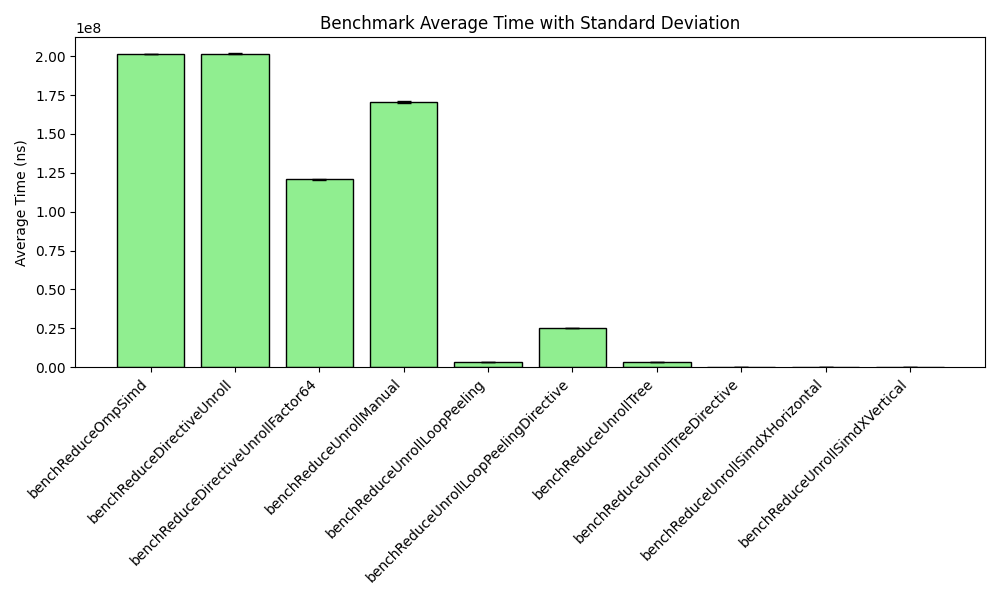 Benchmark Average Time with Standard Deviation
1e8
Average Time (ns)
2.00
1.75
1.50
1.25
1.00
0.75
0.50
0.25
0.00
benchReduceOmpSimd
benchReduceDirectiveUnroll
benchReduceDirectiveUnrollFactor64
benchReduceUnrollManual
benchReduceUnrollLoopPeeling
benchReduceUnrollLoopPeelingDirective
benchReduceUnrollTree
benchReduceUnrollTreeDirective
benchReduceUnrollSimdXHorizontal
benchReduceUnrollSimdXVertical